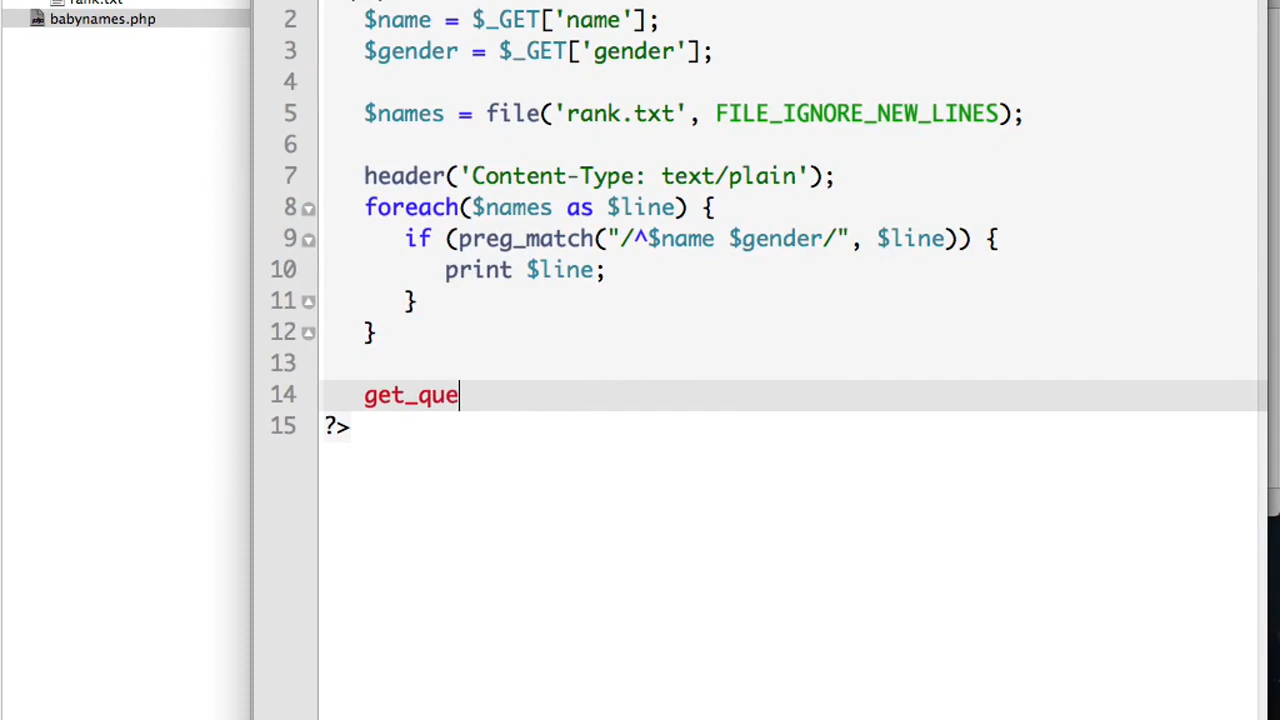 rank.txt
babynames.php
2 $name = $_GET['name'];
3 $gender = $_GET['gender'];
4
5 $names = file('rank.txt', FILE_IGNORE_NEW_LINES);
6
7 header('Content-Type: text/plain');
8 foreach($names as $line) {
9 if (preg_match("/^$name $gender/", $line)) {
10 print $line;
11 }
12 }
13
14 get_que
15 ?>